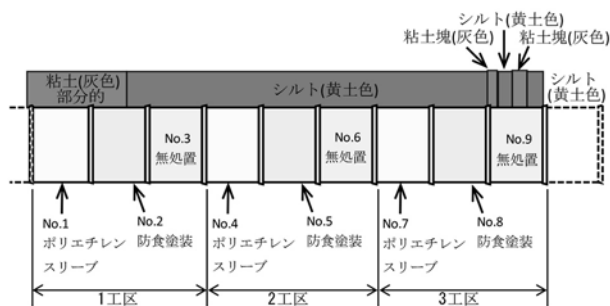 シルト(黄土色)
粘土塊(灰色)
粘土塊(灰色)
粘土(灰色)
部分的
シルト(黄土色)
シルト
(黄土色)
No.3
無処置
No.6
無処置
No.9
無処置
No.1
ポリエチレン
スリーブ
No.2
防食塗装
No.4
ポリエチレン
スリーブ
No.5
防食塗装
No.7
ポリエチレン
スリーブ
No.8
防食塗装
1工区
2工区
3工区